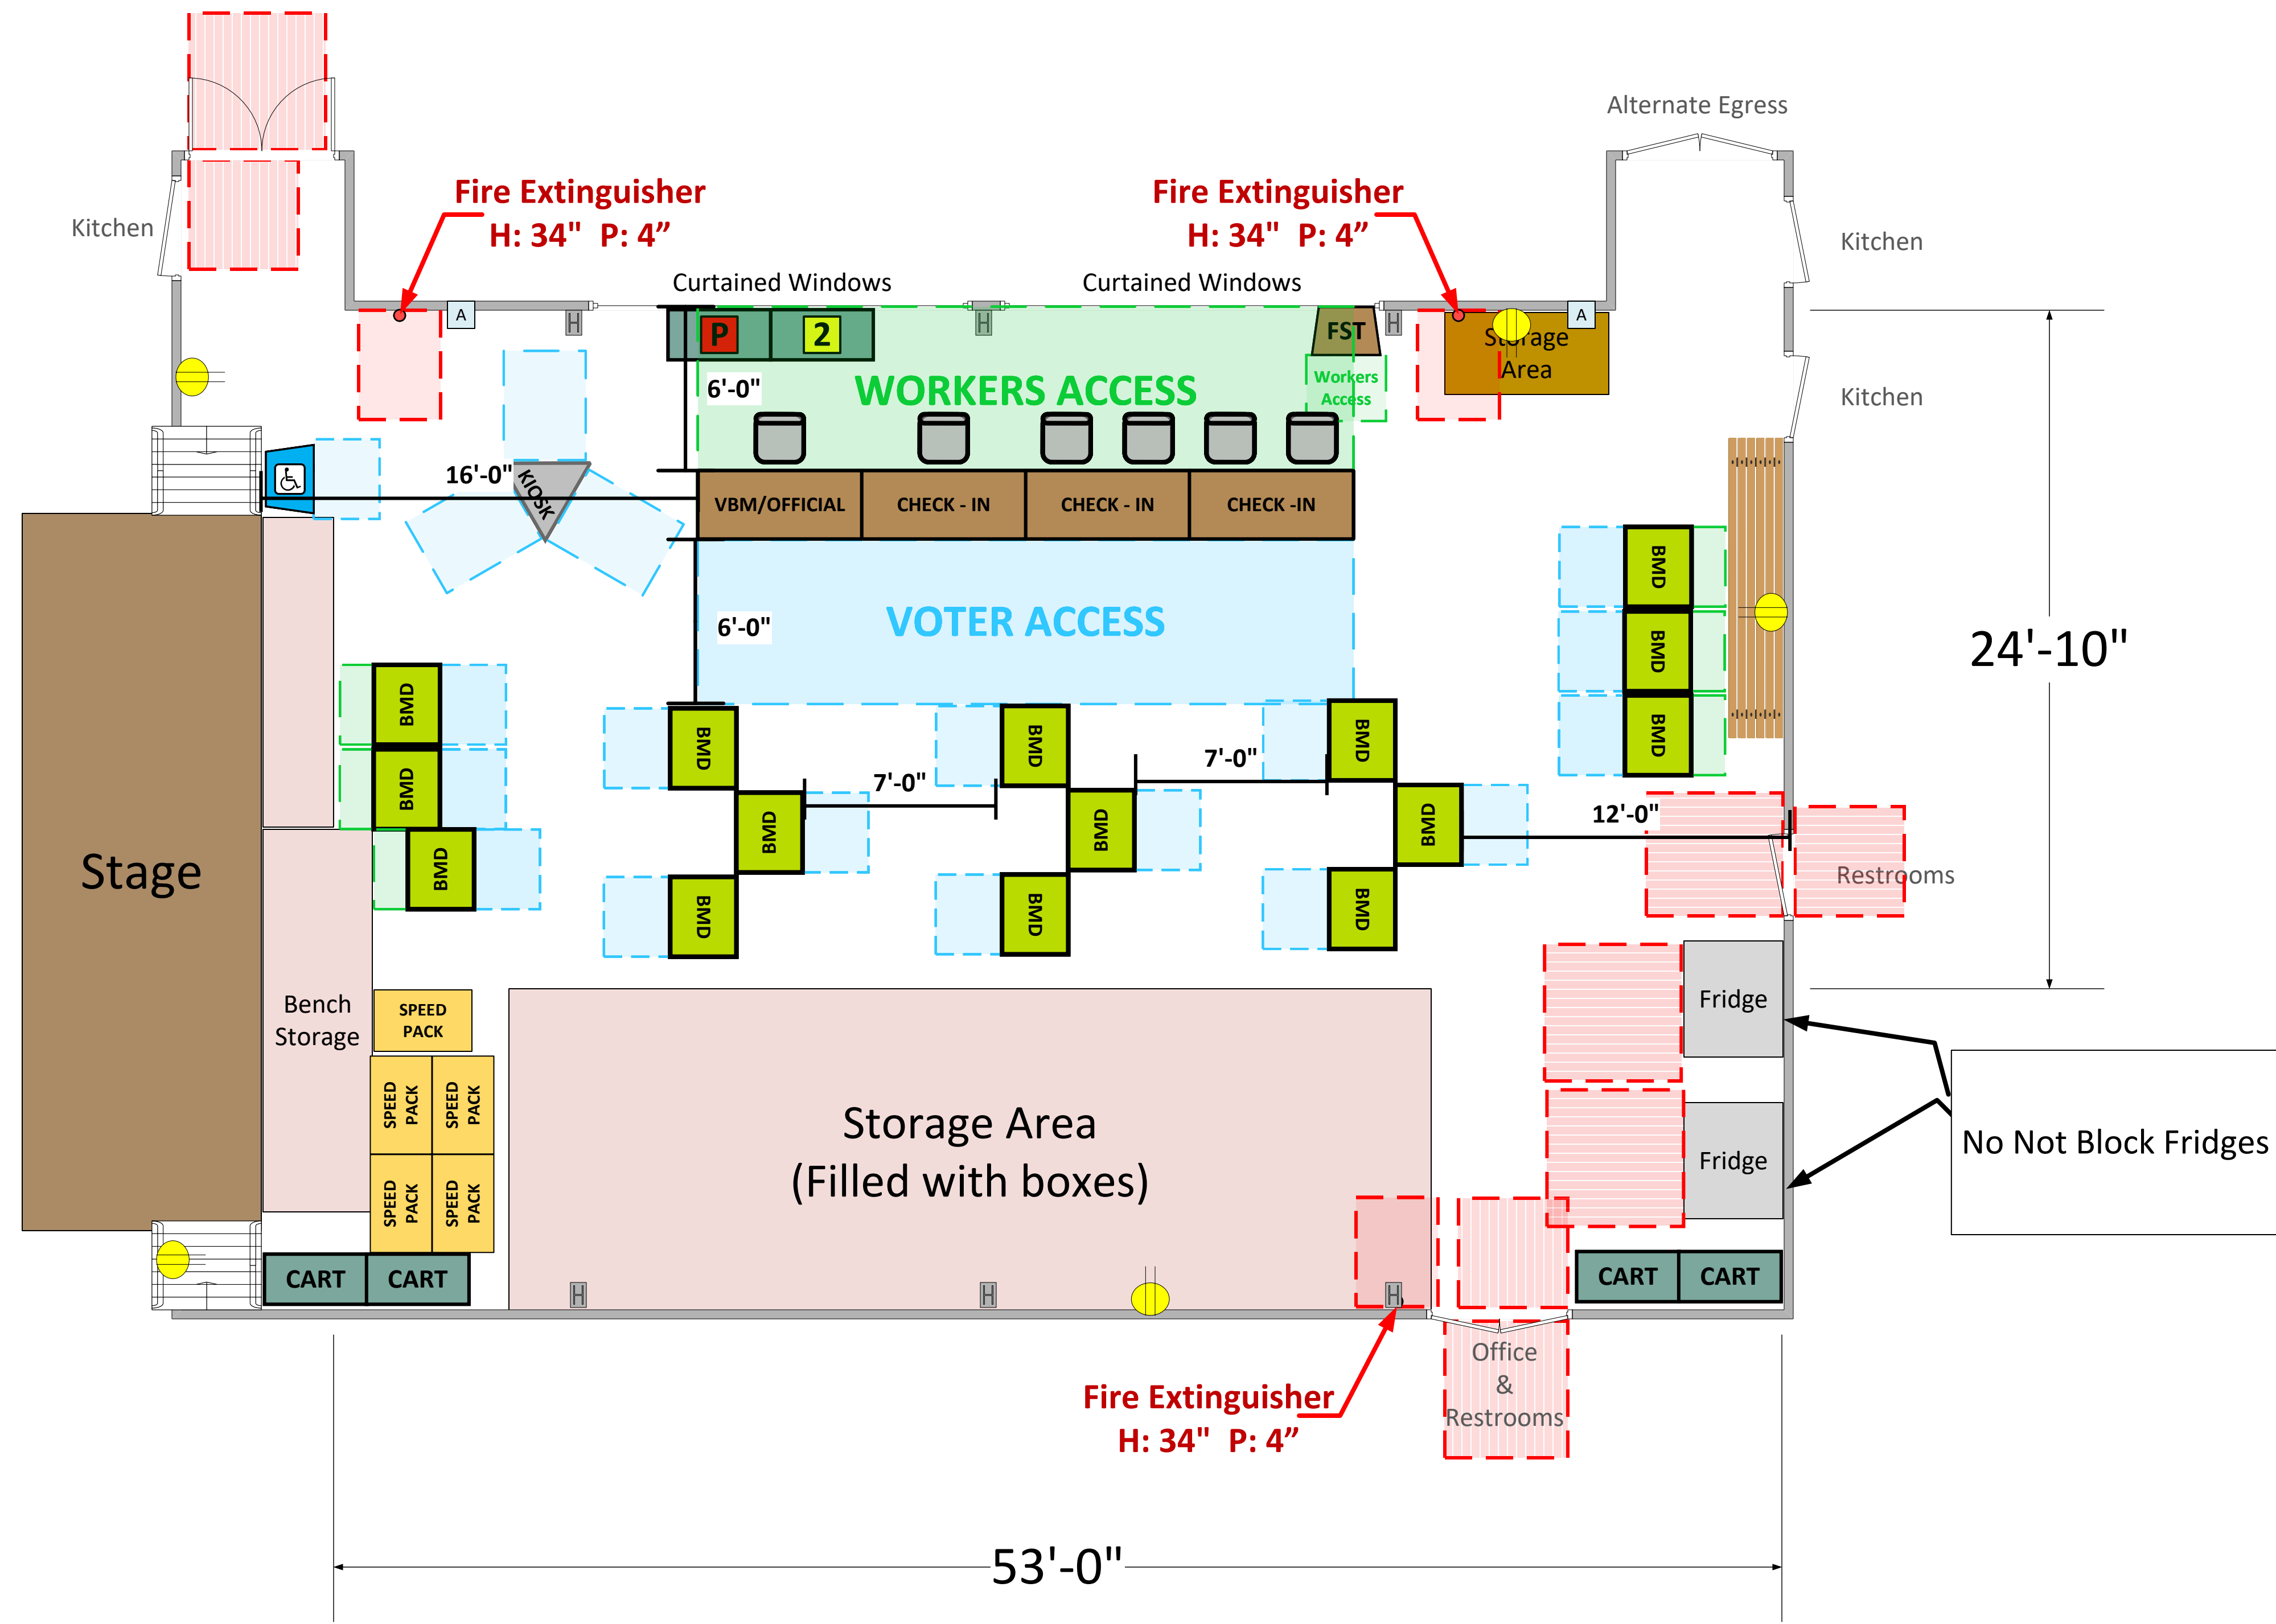 Alternate Egress
Fire Extinguisher
H: 34" P: 4”
Fire Extinguisher
H: 34" P: 4”
Kitchen
Kitchen
Kitchen
Curtained Windows
Curtained Windows
A
H
P
2
H
FST
H
A
Storage
Area
6'-0"
WORKERS ACCESS
Workers
Access
16'-0"
KIOSK
VBM/OFFICIAL
CHECK - IN
CHECK - IN
CHECK -IN
6'-0"
VOTER ACCESS
BMD
BMD
BMD
24'-10"
BMD
BMD
BMD
BMD
BMD
BMD
BMD
BMD
BMD
BMD
BMD
BMD
7'-0"
7'-0"
12'-0"
Stage
Restrooms
Bench
Storage
SPEED
PACK
SPEED
PACK
SPEED
PACK
SPEED
PACK
SPEED
PACK
Storage Area
(Filled with boxes)
Fridge
Fridge
No Not Block Fridges
CART
CART
H
H
H
CART
CART
Office
&
Restrooms
Fire Extinguisher
H: 34" P: 4”
53'-0"